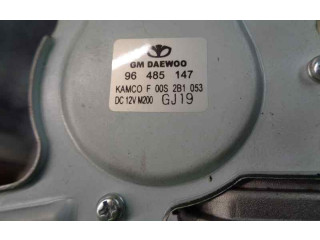 GM DAEWOO
96 485 147
KAMCO F 00S 2B1 053
DC 12V M200 GJ19